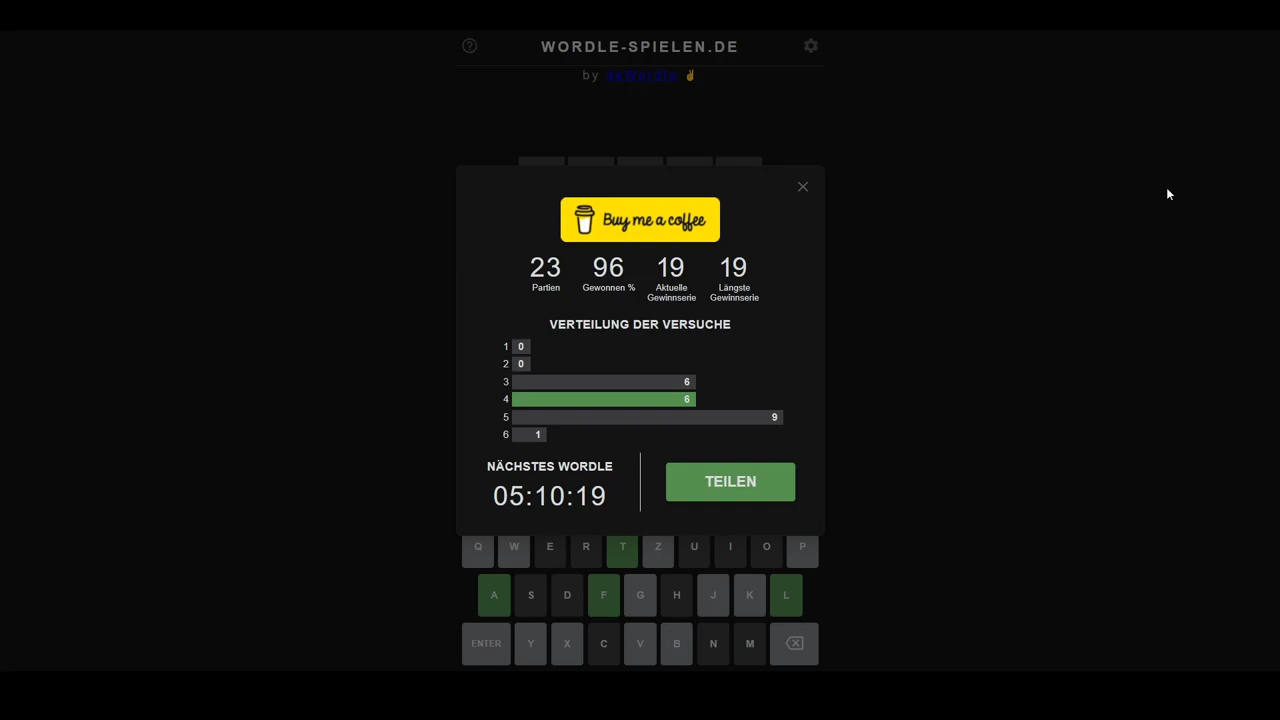 WORDLE-SPIELEN.DE
by deWordle ✌
Buy me a coffee
23 96 19 19
Partien Gewonnen % Aktuelle Gewinnserie Längste Gewinnserie
VERTEILUNG DER VERSUCHE
1 0
2 0
3 6
4 6
5 9
6 1
NÄCHSTES WORDLE
05:10:19
TEILEN
Q W E R T Z U I O P
A S D F G H J K L
ENTER Y X C V B N M